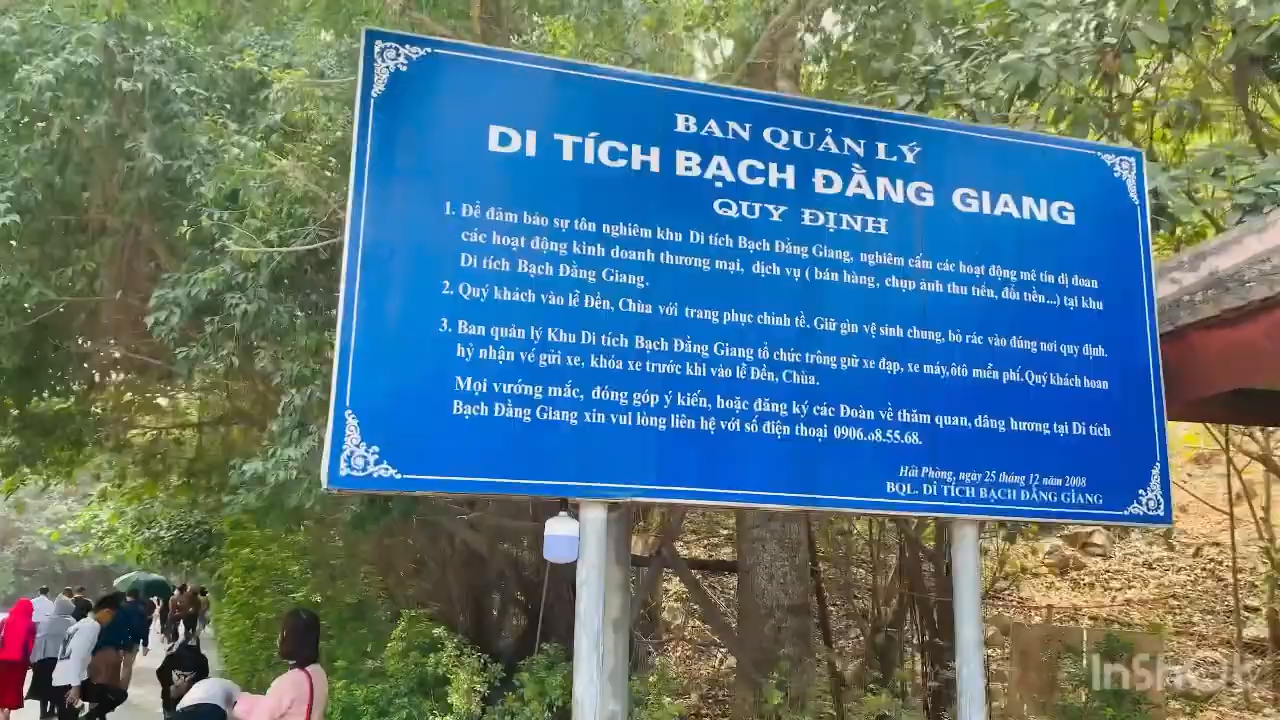 BAN QUẢN LÝ
DI TÍCH BẠCH ĐẰNG GIANG
QUY ĐỊNH
1. Để đảm bảo sự tôn nghiêm khu Di tích Bạch Đằng Giang, nghiêm cấm các hoạt động mê tín dị đoan
các hoạt động kinh doanh thương mại, dịch vụ ( bán hàng, chụp ảnh thu tiền, đổi tiền...) tại khu
Di tích Bạch Đằng Giang.
2. Quý khách vào lễ Đền, Chùa với trang phục chỉnh tề. Giữ gìn vệ sinh chung, bỏ rác vào đúng nơi quy định.
3. Ban quản lý Khu Di tích Bạch Đằng Giang tổ chức trông giữ xe đạp, xe máy,ôtô miễn phí.Quý khách hoan
hỷ nhận vé gửi xe, khóa xe trước khi vào lễ Đền, Chùa.
Mọi vướng mắc, đóng góp ý kiến, hoặc đăng ký các Đoàn về thăm quan, dâng hương tại Di tích
Bạch Đằng Giang xin vui lòng liên hệ với số điện thoại
Hải Phòng, ngày 25 tháng 12 năm 2008
BQL. DI TÍCH BẠCH ĐẰNG GIANG
InShot